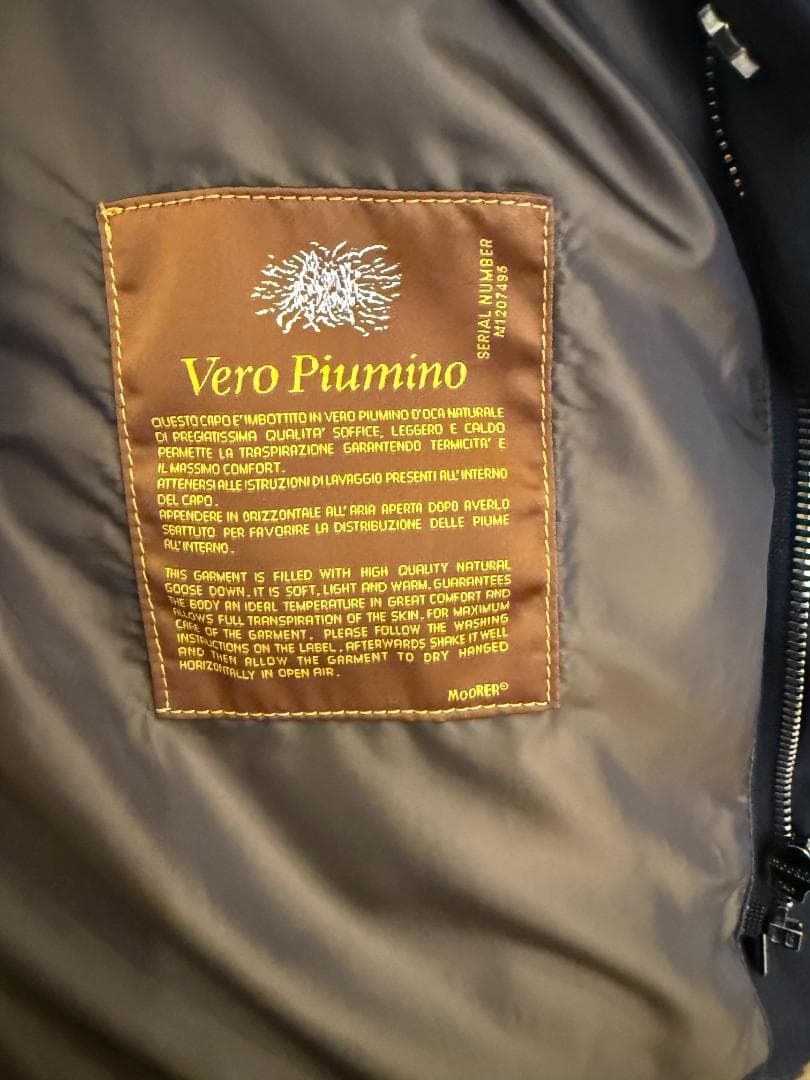 SERIAL NUMBER
M1207495
Vero Piumino
QUESTO CAPO E' IMBOTTITO IN VERO PIUMINO D'OCA NATURALE
DI PREGIATISSIMA QUALITA' SOFFICE, LEGGERO E CALDO
PERMETTE LA TRASPIRAZIONE GARANTENDO TERMICITA' E
IL MASSIMO COMFORT.
ATTENERSI ALLE ISTRUZIONI DI LAVAGGIO PRESENTI ALL'INTERNO
DEL CAPO.
APPENDERE IN ORIZZONTALE ALL'ARIA APERTA DOPO AVERLO
SBATTUTO PER FAVORIRE LA DISTRIBUZIONE DELLE PIUME
ALL'INTERNO.
THIS GARMENT IS FILLED WITH HIGH QUALITY NATURAL
GOOSE DOWN. IT IS SOFT, LIGHT AND WARM. GUARANTEES
THE BODY AN IDEAL TEMPERATURE IN GREAT COMFORT AND
ALLOWS FULL TRANSPIRATION OF THE SKIN. FOR MAXIMUM
CARE OF THE GARMENT. PLEASE FOLLOW THE WASHING
INSTRUCTIONS ON THE LABEL. AFTERWARDS SHAKE IT WELL
AND THEN ALLOW THE GARMENT TO DRY HANGED
HORIZONTALLY IN OPEN AIR.
MOORER©